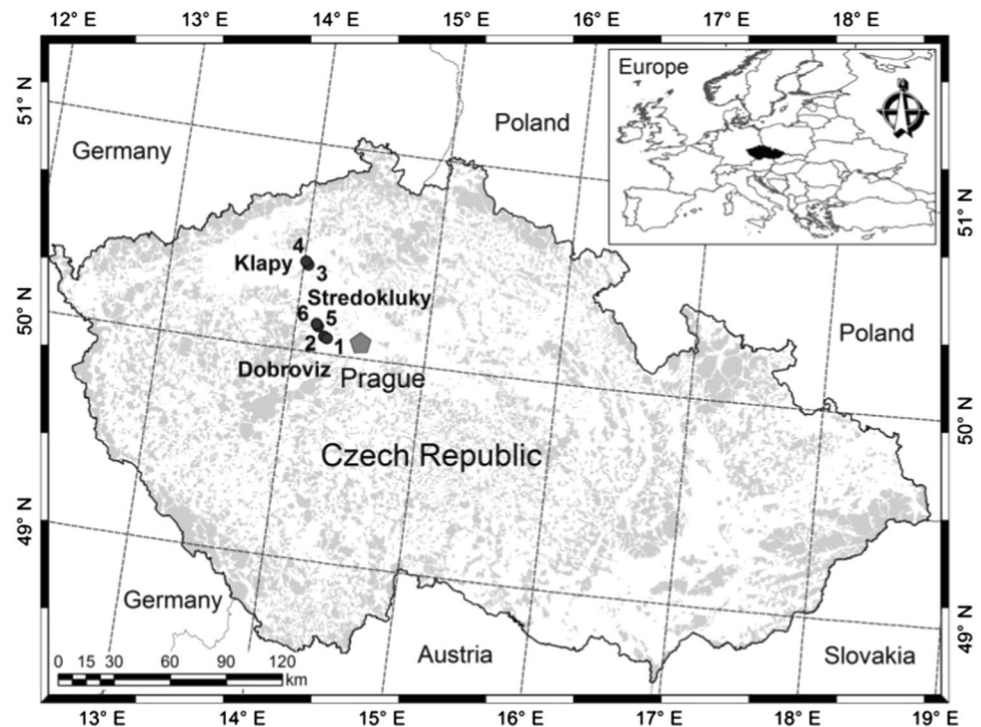 12° E 13° E 14° E 15° E 16° E 17° E 18° E
51° N
Europe
Poland
Germany
51° N
4
Klapy
3
Stredokluky
6 5
50° N
2 1
Poland
Dobroviz
Prague
50° N
Czech Republic
49° N
Germany
49° N
Austria
Slovakia
0 15 30 60 90 120
km
13° E 14° E 15° E 16° E 17° E 18° E 19° E